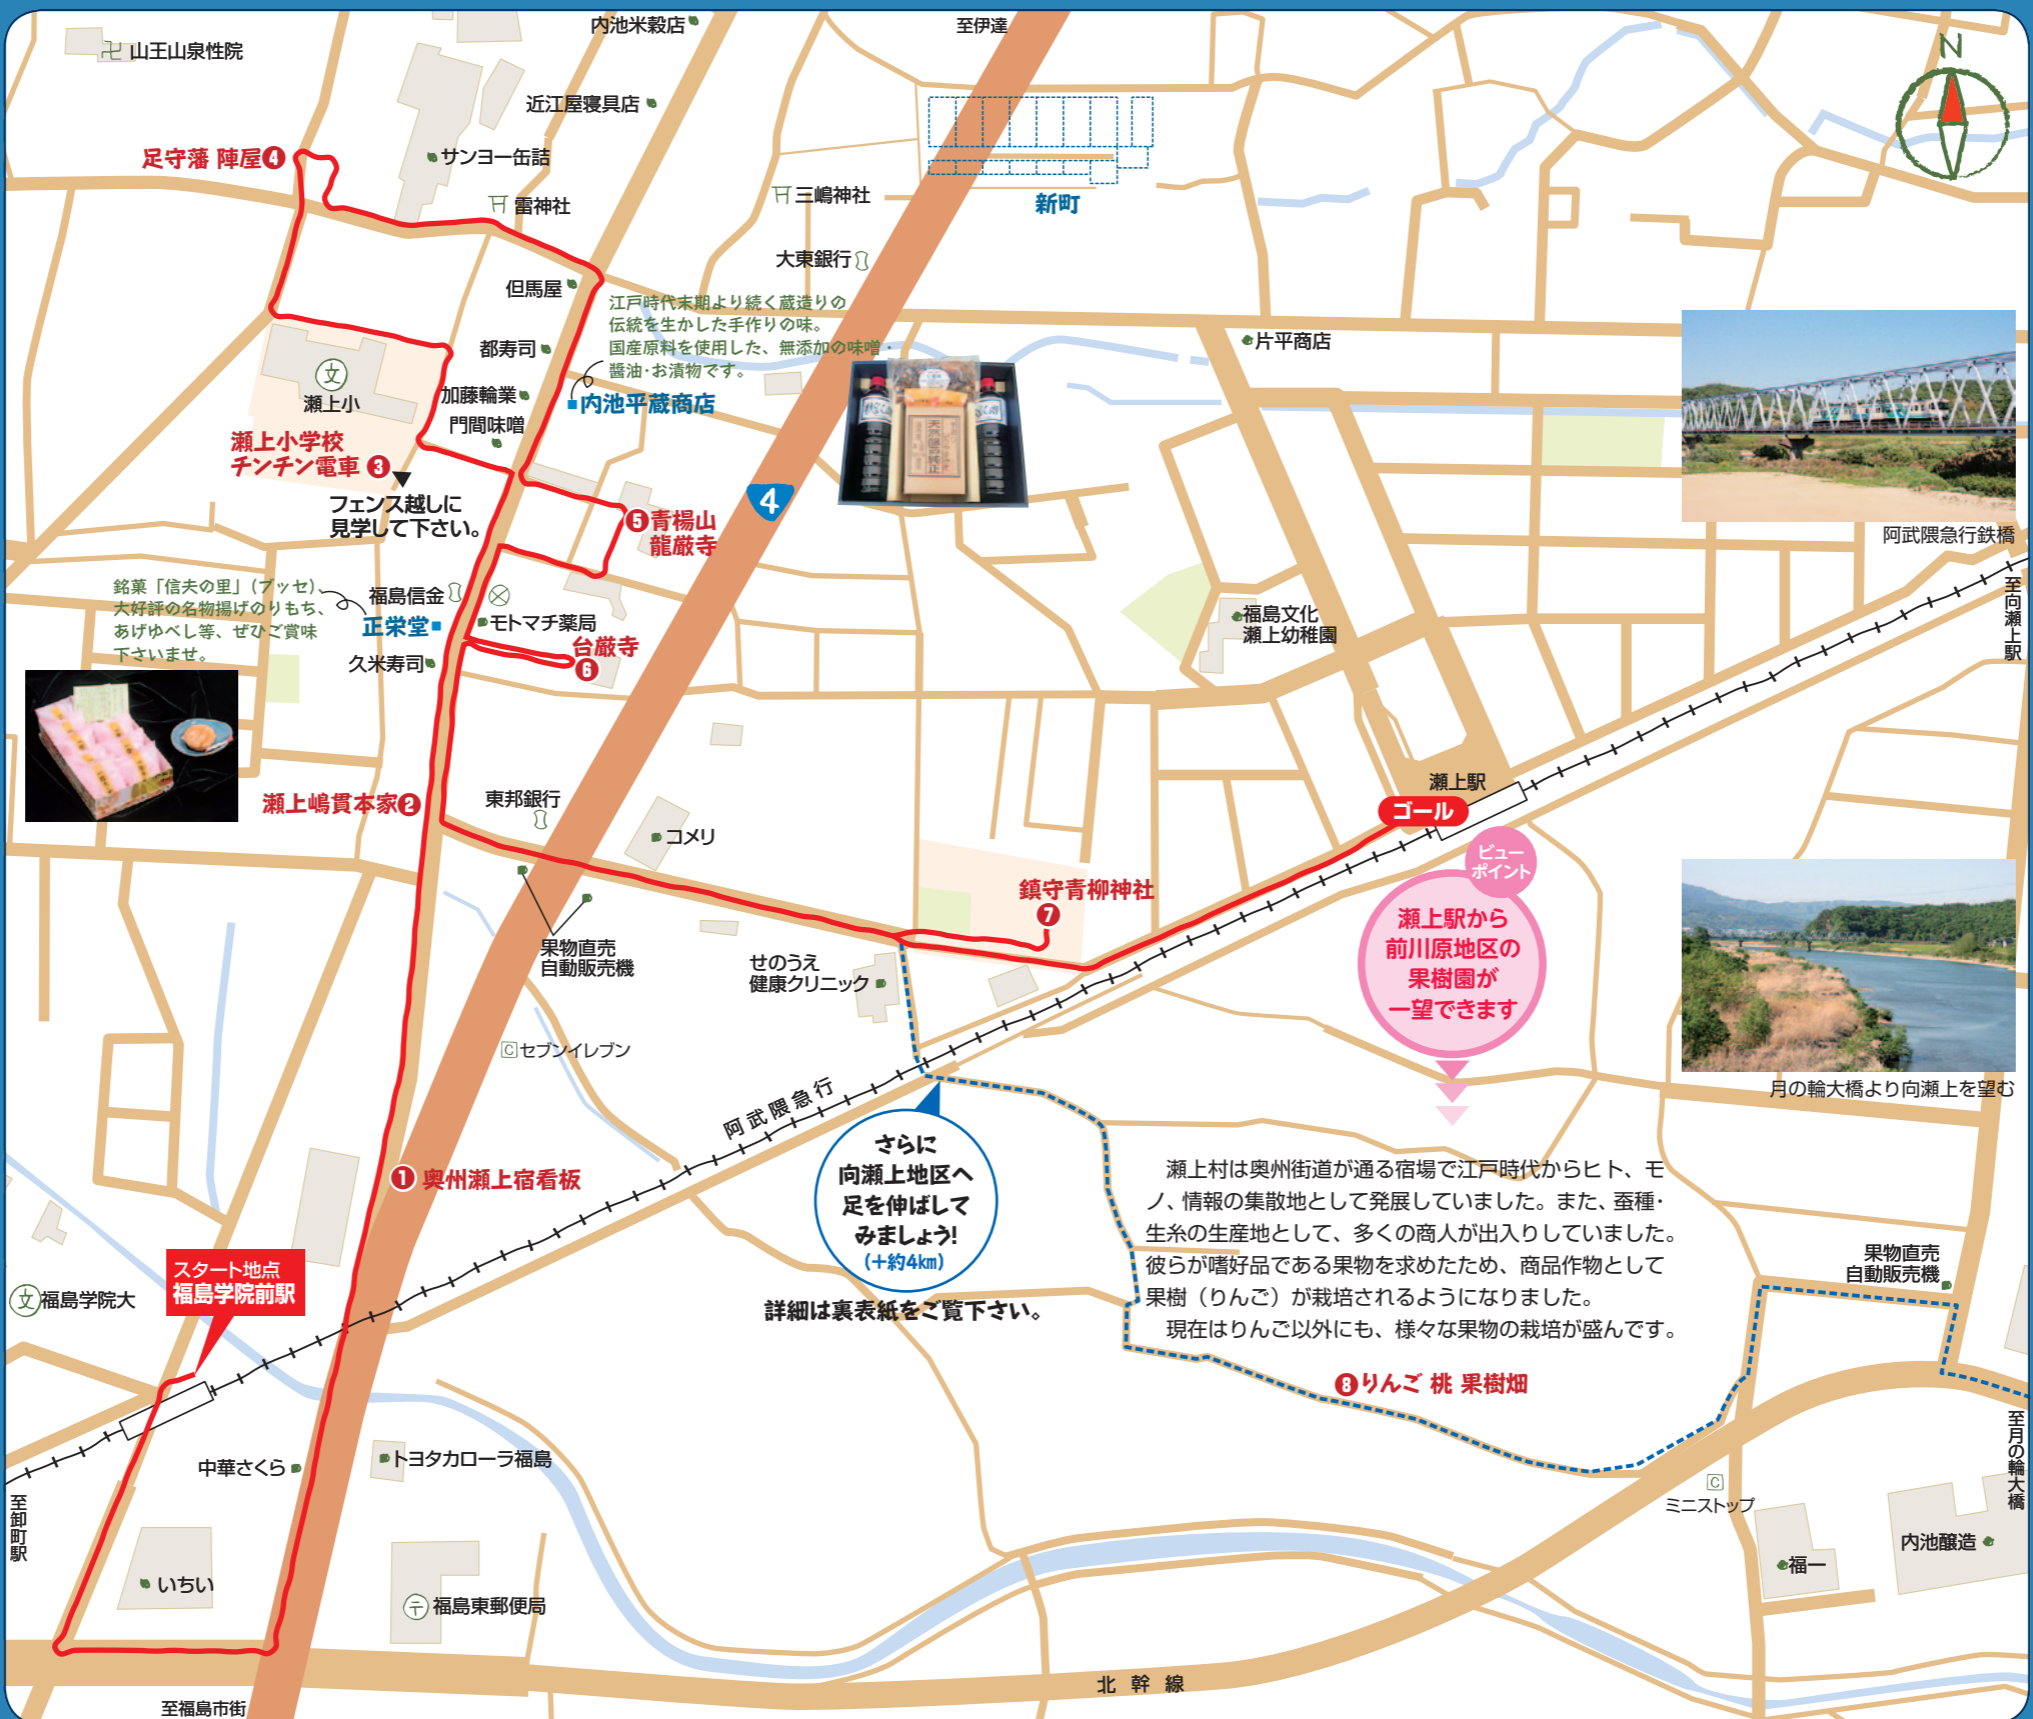 内池米穀店
至伊達
N
山王山泉性院
近江屋寝具店
足守藩 陣屋4
サンヨー缶詰
雷神社
三嶋神社
新町
大東銀行
但馬屋
江戸時代末期より続く蔵造りの
伝統を生かした手作りの味。
国産原料を使用した、無添加の味噌・
醤油・お漬物です。
都寿司
片平商店
文
瀬上小
加藤輪業
内池平蔵商店
門間味噌
瀬上小学校
チンチン電車 3
フェンス越しに
見学して下さい。
4
5青楊山
龍厳寺
阿武隈急行鉄橋
至向瀬上駅
銘菓「信夫の里」(ブッセ)、
大好評の名物揚げのりもち、
あげゆべし等、ぜひご賞味
下さいませ。
福島信金
正栄堂
モトマチ薬局
久米寿司
台厳寺
6
福島文化
瀬上幼稚園
瀬上嶋貫本家2
東邦銀行
コメリ
瀬上駅
ゴール
ビュー
ポイント
瀬上駅から
前川原地区の
果樹園が
一望できます
鎮守青柳神社
7
果物直売
自動販売機
せのうえ
健康クリニック
C セブンイレブン
阿武隈急行
月の輪大橋より向瀬上を望む
さらに
向瀬上地区へ
足を伸ばして
みましょう!
(+約4km)
詳細は裏表紙をご覧下さい。
1 奥州瀬上宿看板
瀬上村は奥州街道が通る宿場で江戸時代からヒト、モ
ノ、情報の集散地として発展していました。また、蚕種・
生糸の生産地として、多くの商人が出入りしていました。
彼らが嗜好品である果物を求めたため、商品作物として
果樹(りんご)が栽培されるようになりました。
現在はりんご以外にも、様々な果物の栽培が盛んです。
果物直売
自動販売機
スタート地点
福島学院前駅
文 福島学院大
8りんご 桃 果樹畑
至月の輪大橋
中華さくら
トヨタカローラ福島
至卸町駅
C
ミニストップ
内池醸造
福一
いちい
〒 福島東郵便局
北幹線
至福島市街